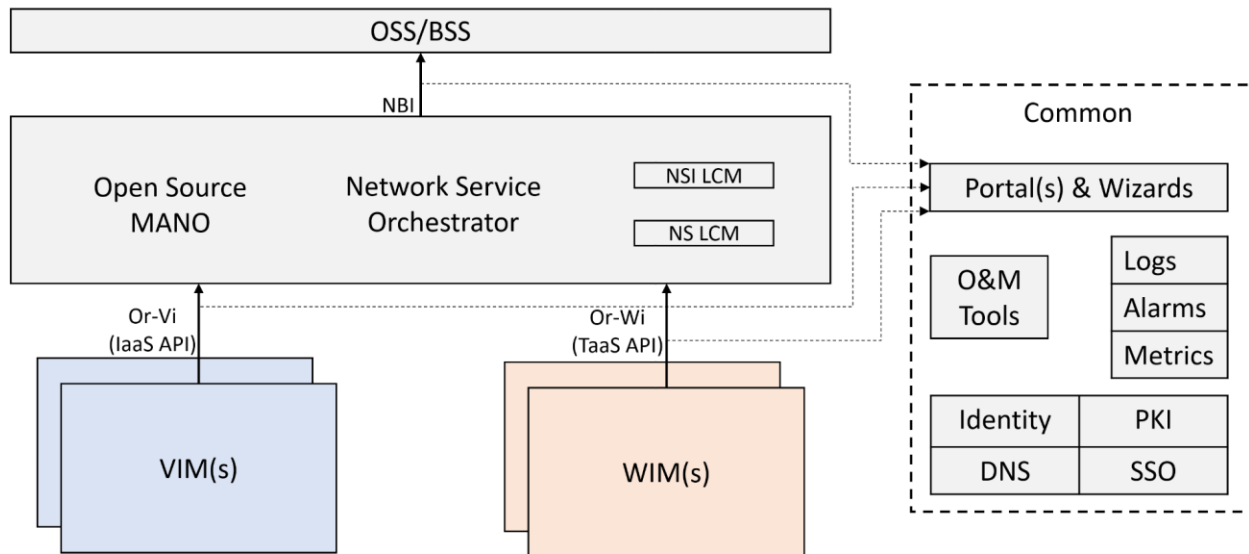 OSS/BSS
NBI
Open Source
MANO
Network Service
Orchestrator
NSI LCM
NS LCM
Or-Vi
(IaaS API)
Or-Wi
(TaaS API)
VIM(s)
WIM(s)
Common
Portal(s) & Wizards
O&M
Tools
Logs
Alarms
Metrics
Identity
PKI
DNS
SSO